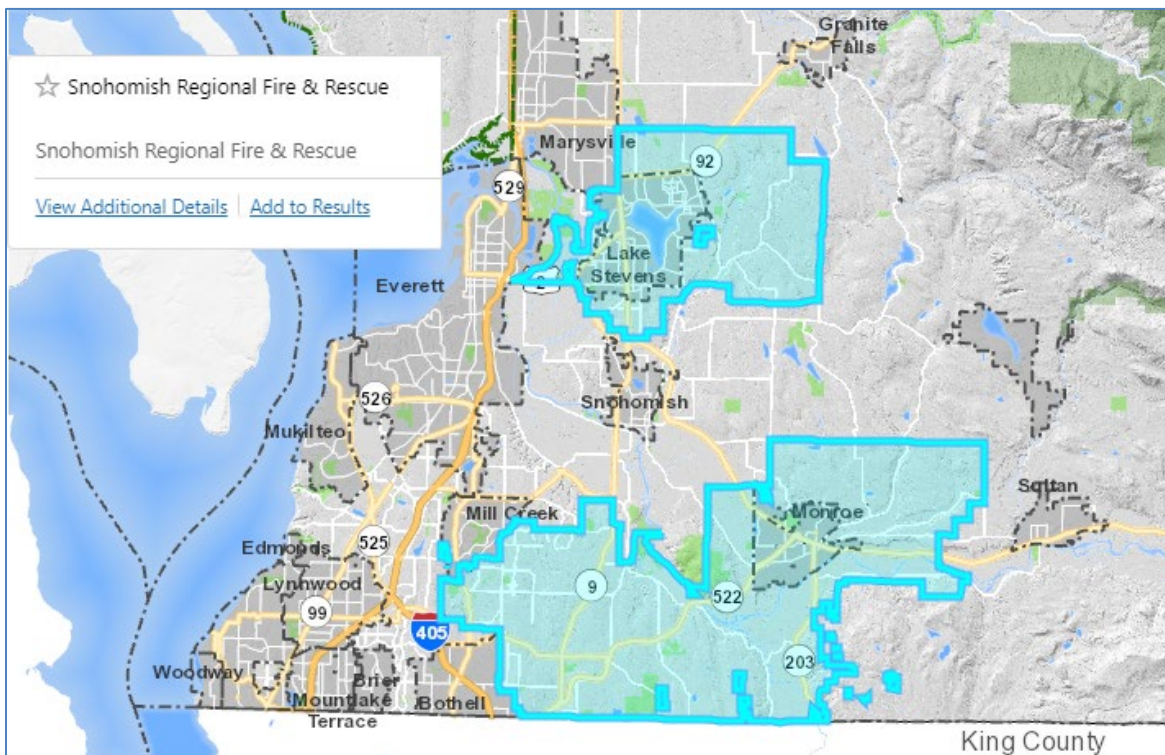 Snohomish Regional Fire & Rescue
Snohomish Regional Fire & Rescue
View Additional Details | Add to Results
Granite
Falls
Marysville
92
529
Lake
Stevens
2
Everett
526
Snohomish
Mukilteo
Sultan
Monroe
Mill Creek
525
Edmonds
Lynnwood
9
522
99
405
203
Woodway
Brier
Mountlake
Terrace
Bothell
King County